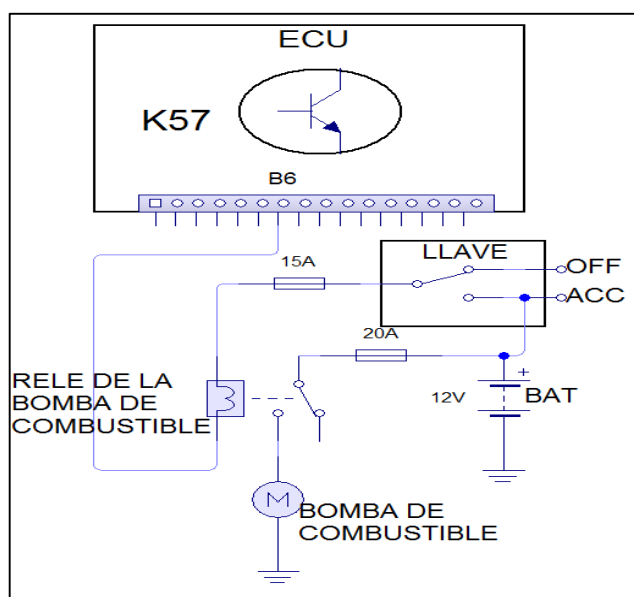 ECU
K57
B6
LLAVE
15A
OFF
ACC
20A
RELE DE LA
BOMBA DE
COMBUSTIBLE
12V
+
BAT
M
BOMBA DE
COMBUSTIBLE